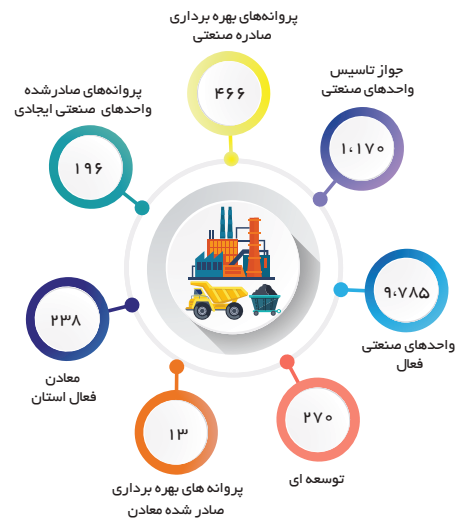 پروانه‌های بهره برداری
صادره صنعتی
۴۶۶
جواز تاسیس
واحدهای صنعتی
۱،۱۷۰
پروانه‌های صادرشده
واحدهای صنعتی ایجادی
۱۹۶
۹،۷۸۵
واحدهای صنعتی
فعال
۲۳۸
معادن
فعال استان
۲۷۰
توسعه ای
۱۳
پروانه های بهره برداری
صادر شده معادن